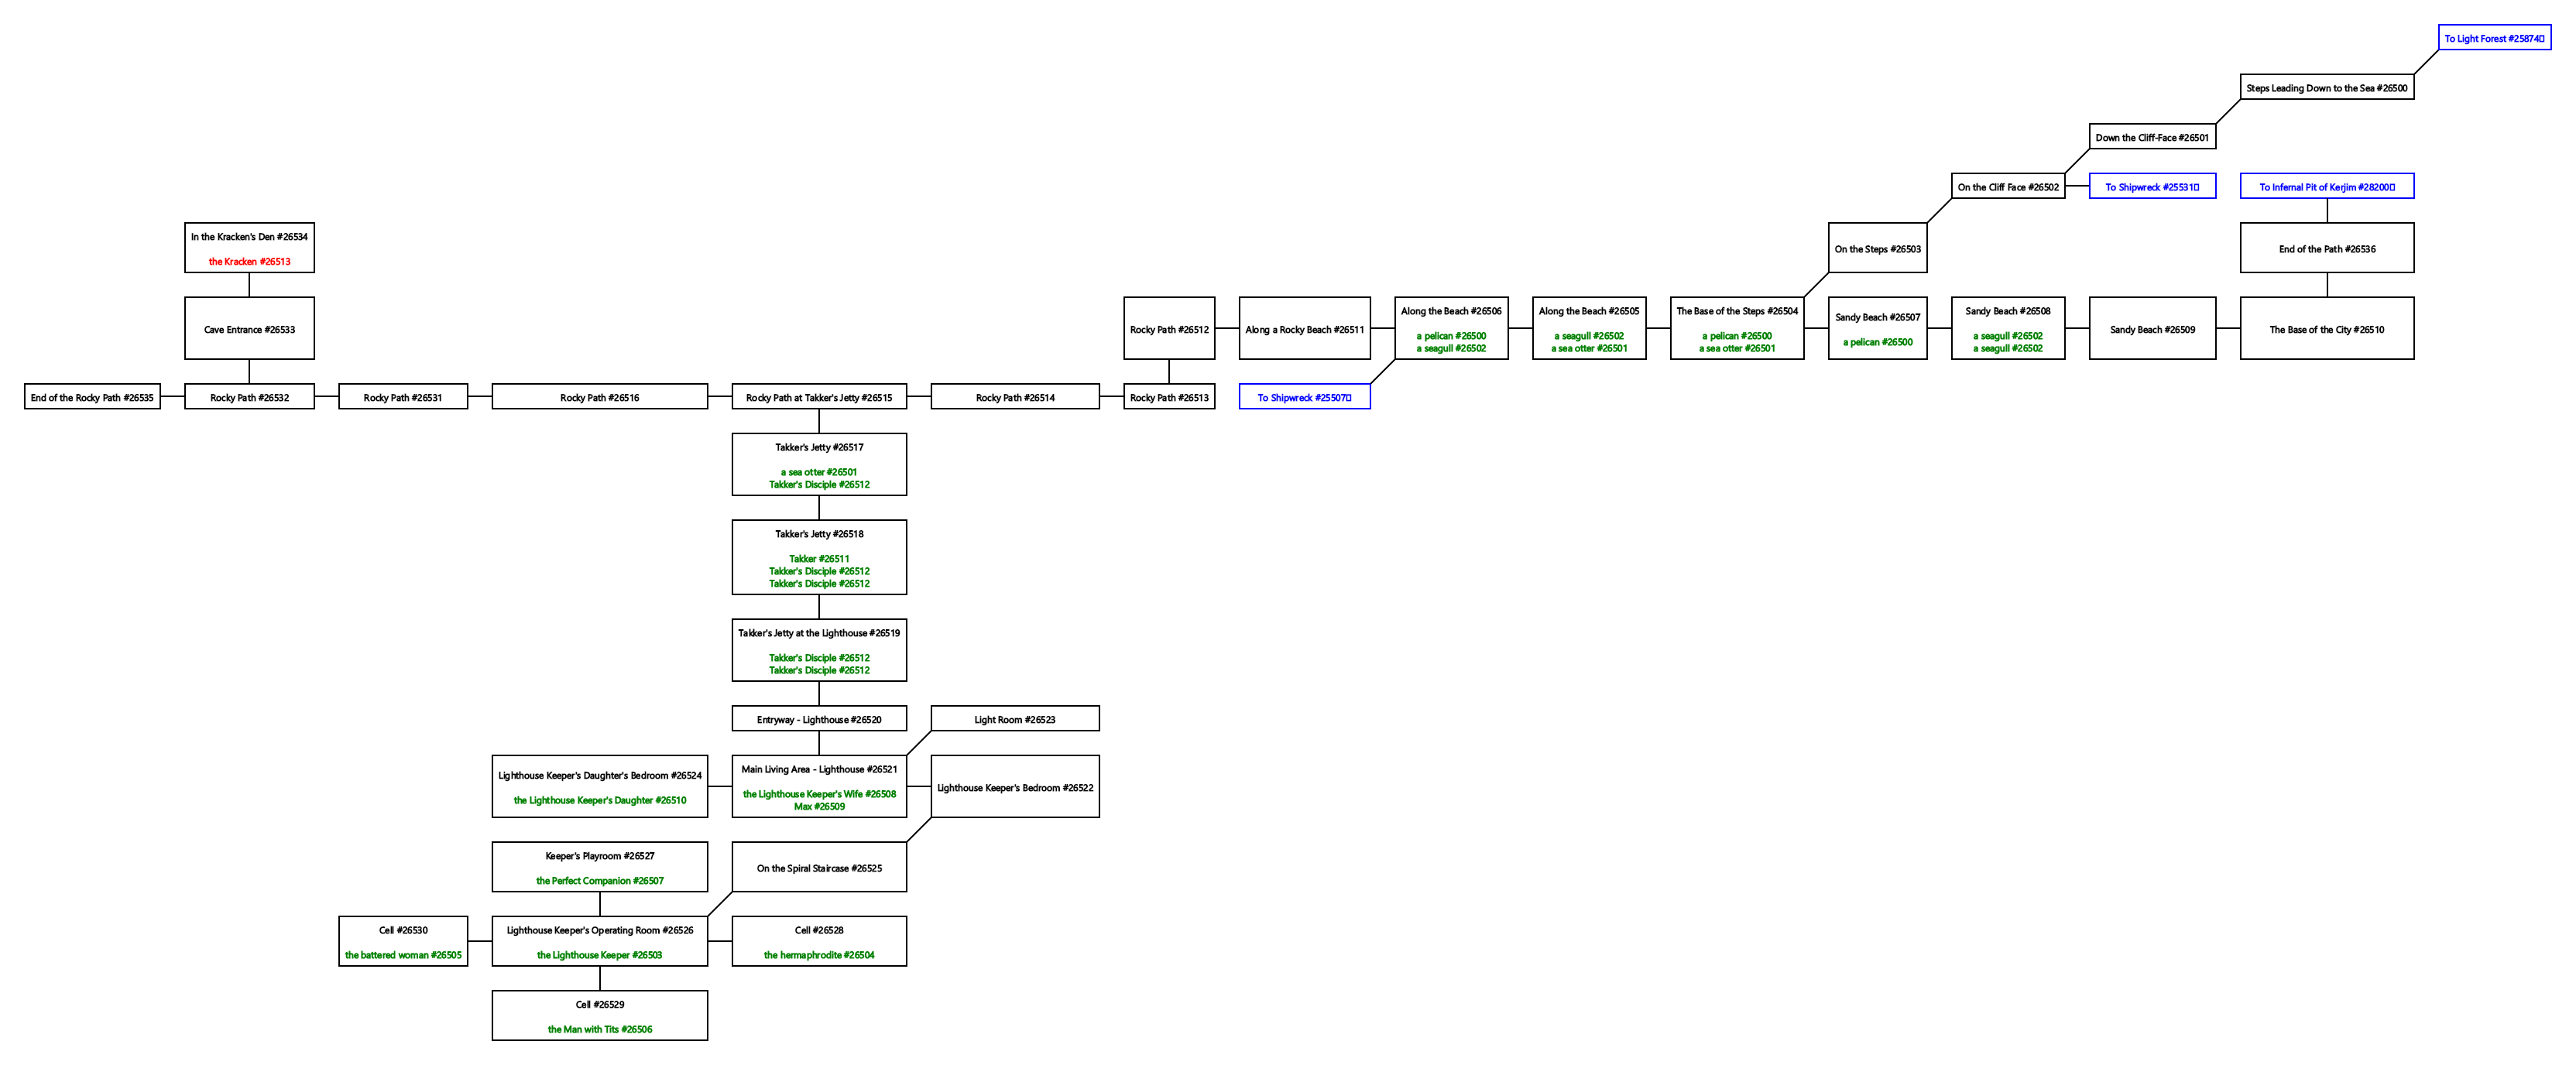 To Light Forest #25874
Steps Leading Down to the Sea #26500
Down the Cliff-Face #26501
On the Cliff Face #26502
To Shipwreck #25531
To Infernal Pit of Kerjim #28200
In the Kracken's Den #26534
the Kracken #26513
On the Steps #26503
End of the Path #26536
Cave Entrance #26533
Rocky Path #26512
Along a Rocky Beach #26511
Along the Beach #26506
a pelican #26500
a seagull #26502
Along the Beach #26505
a seagull #26502
a sea otter #26501
The Base of the Steps #26504
a pelican #26500
a sea otter #26501
Sandy Beach #26507
a pelican #26500
Sandy Beach #26508
a seagull #26502
a seagull #26502
Sandy Beach #26509
The Base of the City #26510
End of the Rocky Path #26535
Rocky Path #26532
Rocky Path #26531
Rocky Path #26516
Rocky Path at Takker's Jetty #26515
Rocky Path #26514
Rocky Path #26513
To Shipwreck #25507
Takker's Jetty #26517
a sea otter #26501
Takker's Disciple #26512
Takker's Jetty #26518
Takker #26511
Takker's Disciple #26512
Takker's Disciple #26512
Takker's Jetty at the Lighthouse #26519
Takker's Disciple #26512
Takker's Disciple #26512
Entryway - Lighthouse #26520
Light Room #26523
Lighthouse Keeper's Daughter's Bedroom #26524
the Lighthouse Keeper's Daughter #26510
Main Living Area - Lighthouse #26521
the Lighthouse Keeper's Wife #26508
Max #26509
Lighthouse Keeper's Bedroom #26522
Keeper's Playroom #26527
the Perfect Companion #26507
On the Spiral Staircase #26525
Cell #26530
the battered woman #26505
Lighthouse Keeper's Operating Room #26526
the Lighthouse Keeper #26503
Cell #26528
the hermaphrodite #26504
Cell #26529
the Man with Tits #26506